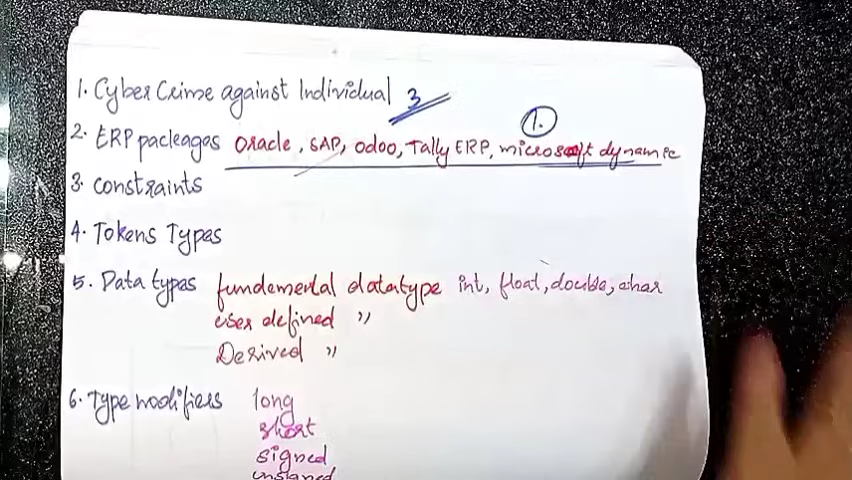 1. Cyber Crime against Individual 3
1.
2. ERP packages Oracle, SAP, Odoo, Tally ERP, microsoft dynamic
3. constraints
4. Tokens Types
5. Data types fundemental datatype int, float, double, char
user defined "
Derived "
6. Type modifiers long
short
signed
unsigned